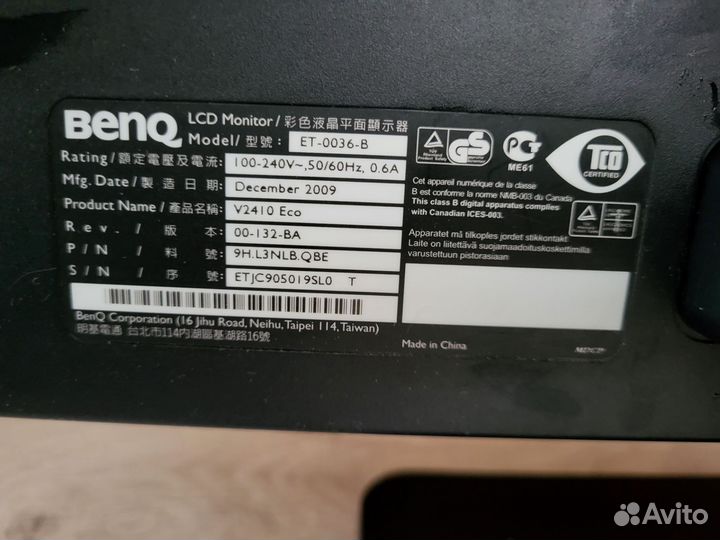 BenQ
LCD Monitor / 彩色液晶平面顯示器
Model / 型號: ET-0036-B
Rating / 額定電壓及電流: 100-240V~, 50/60Hz, 0.6A
Mfg. Date / 製造日期: December 2009
Product Name / 產品名稱: V2410 Eco
Rev. / 版本: 00-132-BA
P/N / 料號: 9H.L3NLB.QBE
S/N / 序號: ETJC905019SL0 T
BenQ Corporation (16 Jihu Road, Neihu, Taipei 114, Taiwan)
明基電通 台北市114內湖區基湖路16號
GS
ME61
TCO
CERTIFIED
Cet appareil numérique de la classe
B est conforme la norme NMB-003 du Canada
This class B digital apparatus complies
with Canadian ICES-003.
Apparatet må tilkoples jordet stikkontakt
Laite on liitettävä suojamaadoituskoskettimilla
varustettuun pistorasiaan
Made in China
Avito